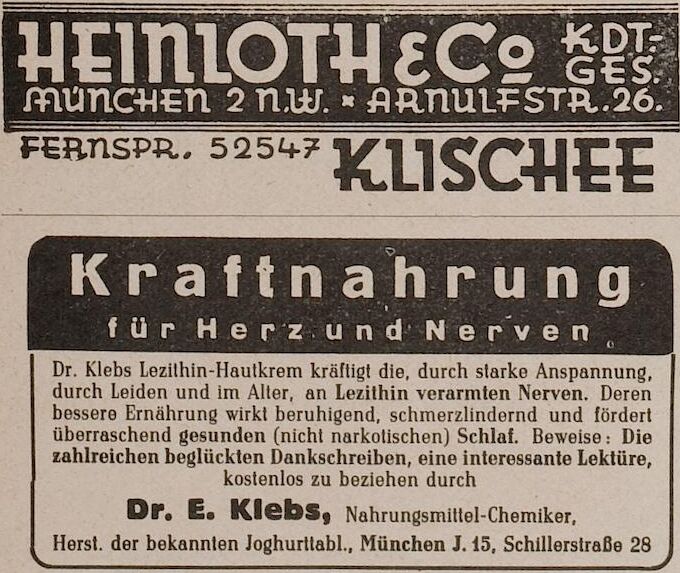 HEINLOTH & Co KDT.-GES.
MÜNCHEN 2 N.W. * ARNULFSTR. 26.
FERNSPR. 52547 KLISCHEE
Kraftnahrung
für Herz und Nerven
Dr. Klebs Lezithin-Hautkrem kräftigt die, durch starke Anspannung,
durch Leiden und im Alter, an Lezithin verarmten Nerven. Deren
bessere Ernährung wirkt beruhigend, schmerzlindernd und fördert
überraschend gesunden (nicht narkotischen) Schlaf. Beweise: Die
zahlreichen beglückten Dankschreiben, eine interessante Lektüre,
kostenlos zu beziehen durch
Dr. E. Klebs, Nahrungsmittel-Chemiker,
Herst. der bekannten Joghurttabl., München J. 15, Schillerstraße 28